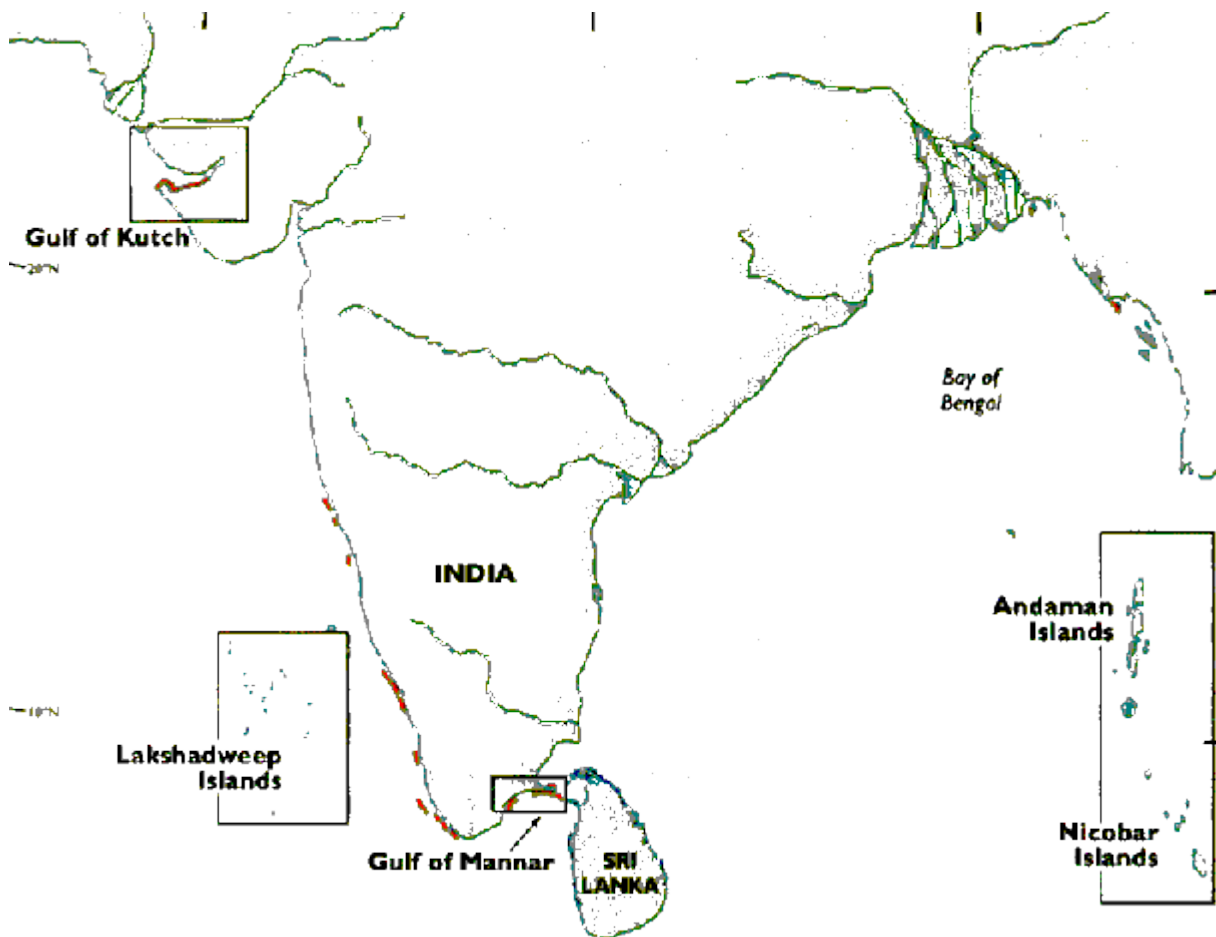 Gulf of Kutch
20°N
Bay of
Bengal
INDIA
Andaman
Islands
10°N
Lakshadweep
Islands
Nicobar
Islands
Gulf of Mannar
SRI
LANKA